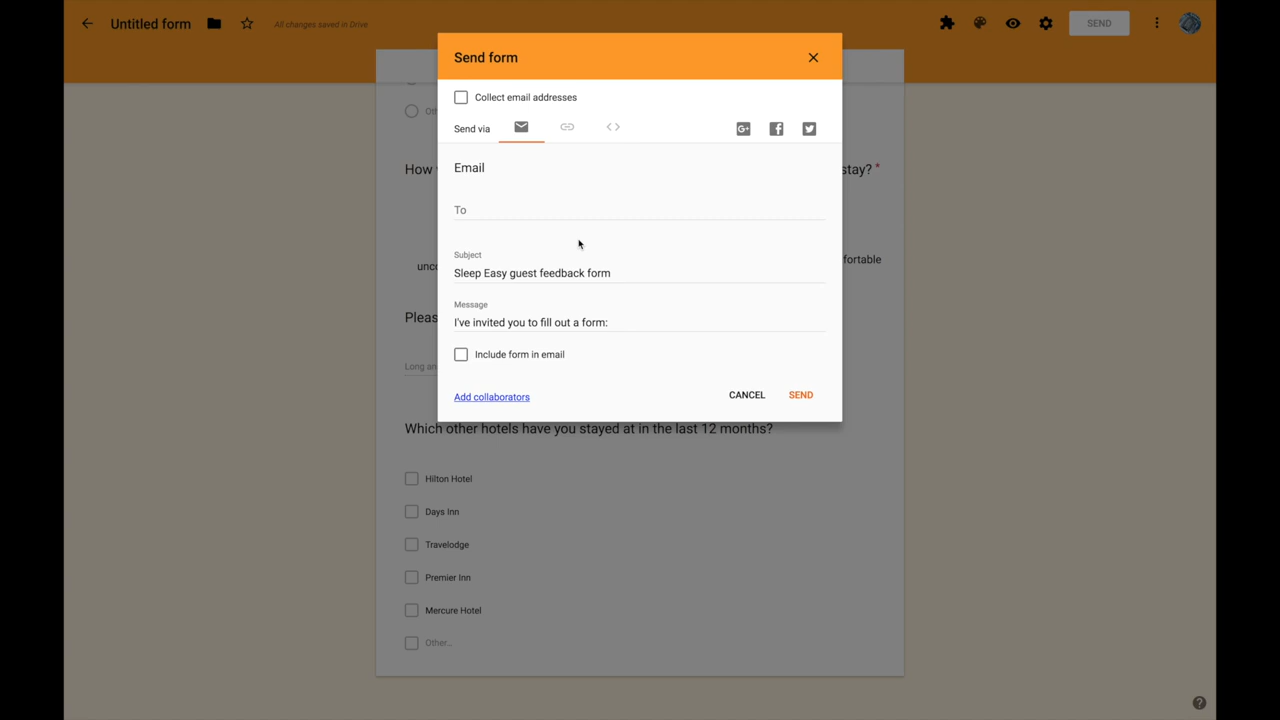 Untitled form
All changes saved in Drive
SEND
Send form
Collect email addresses
Send via
Email
To
Subject
Sleep Easy guest feedback form
Message
I've invited you to fill out a form:
Include form in email
Add collaborators
CANCEL
SEND
How
stay? *
Long an
Which other hotels have you stayed at in the last 12 months?
Hilton Hotel
Days Inn
Travelodge
Premier Inn
Mercure Hotel
Other...